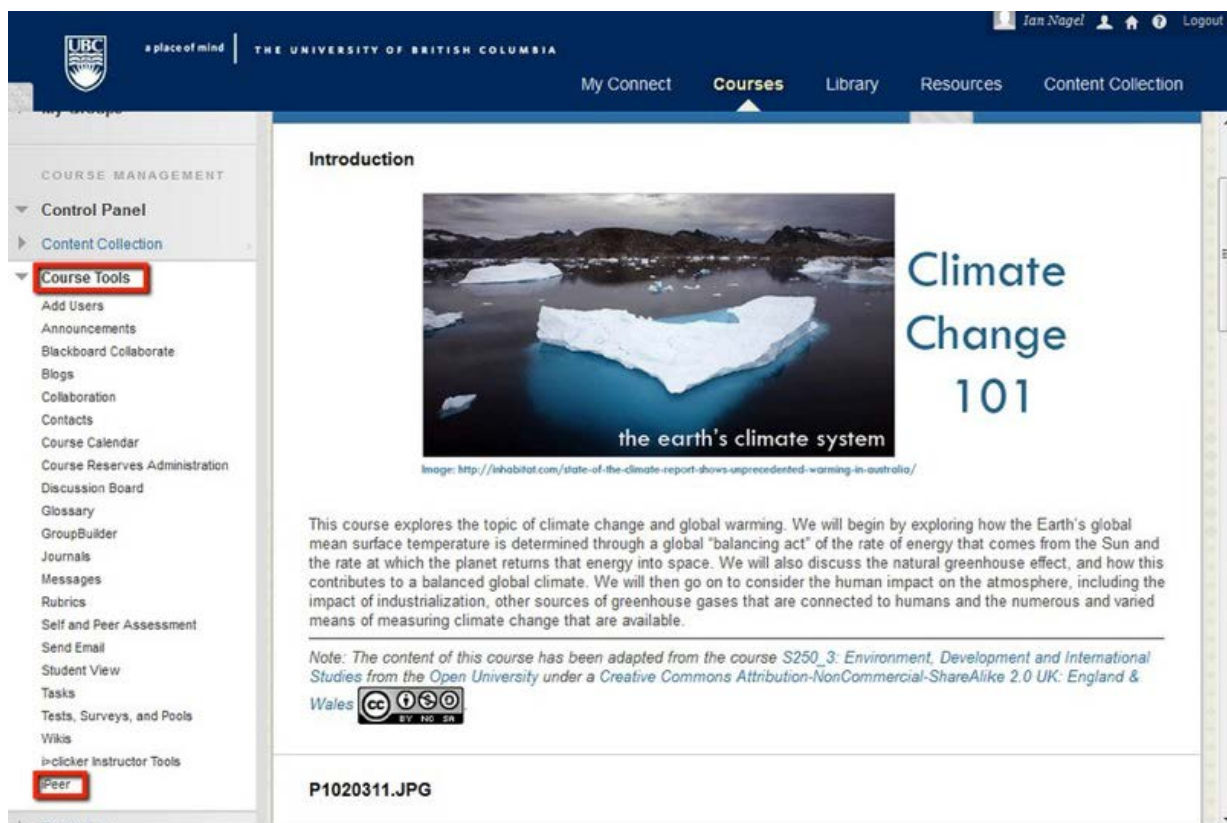 UBC
a place of mind
THE UNIVERSITY OF BRITISH COLUMBIA
Ian Nagel
Logout
My Connect
Courses
Library
Resources
Content Collection
My Groups
COURSE MANAGEMENT
Control Panel
Content Collection
Course Tools
Add Users
Announcements
Blackboard Collaborate
Blogs
Collaboration
Contacts
Course Calendar
Course Reserves Administration
Discussion Board
Glossary
GroupBuilder
Journals
Messages
Rubrics
Self and Peer Assessment
Send Email
Student View
Tasks
Tests, Surveys, and Pools
Wikis
i>clicker Instructor Tools
iPeer
Introduction
the earth's climate system
Climate
Change
101
Image: http://inhabitat.com/state-of-the-climate-report-shows-unprecedented-warming-in-australia/
This course explores the topic of climate change and global warming. We will begin by exploring how the Earth's global
mean surface temperature is determined through a global "balancing act" of the rate of energy that comes from the Sun and
the rate at which the planet returns that energy into space. We will also discuss the natural greenhouse effect, and how this
contributes to a balanced global climate. We will then go on to consider the human impact on the atmosphere, including the
impact of industrialization, other sources of greenhouse gases that are connected to humans and the numerous and varied
means of measuring climate change that are available.
Note: The content of this course has been adapted from the course S250_3: Environment, Development and International
Studies from the Open University under a Creative Commons Attribution-NonCommercial-ShareAlike 2.0 UK: England &
Wales cc BY NC SA.
P1020311.JPG